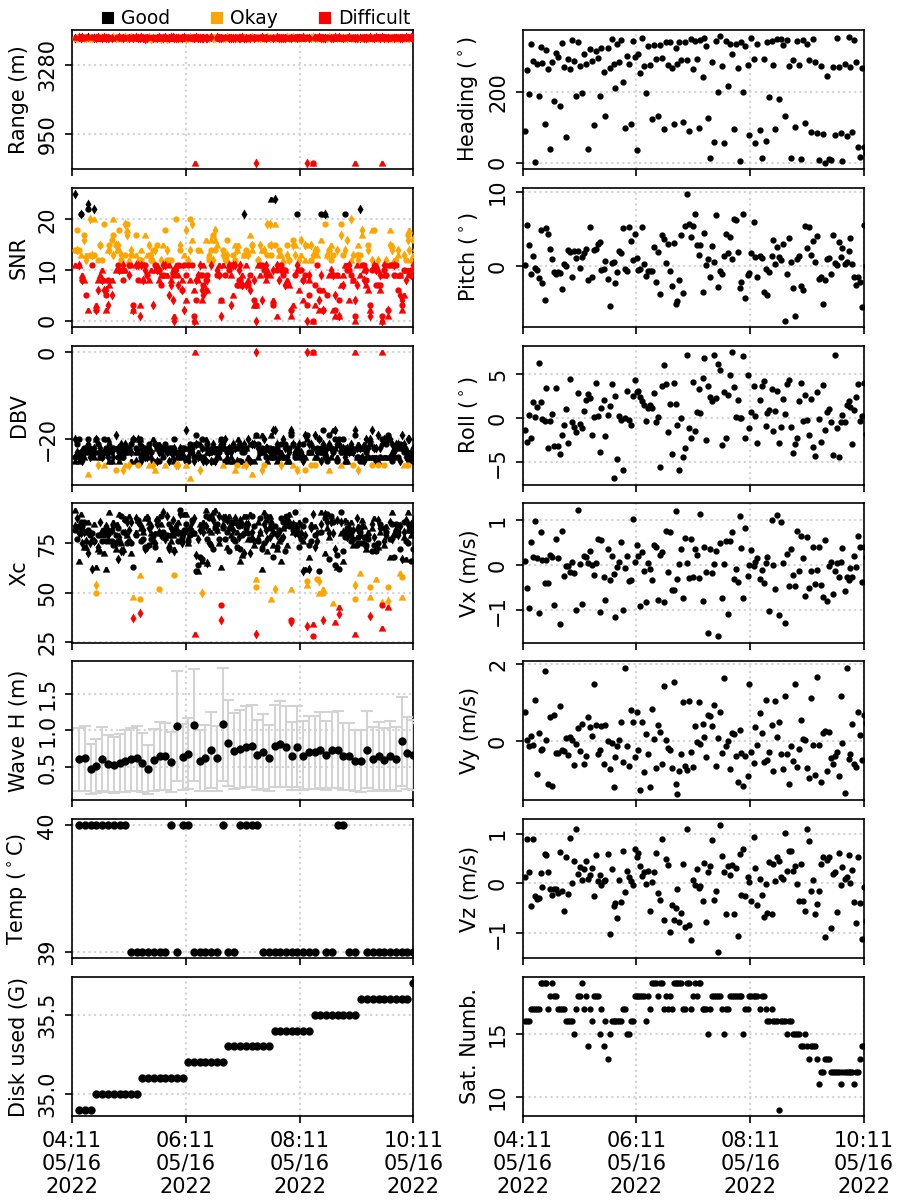 Good Okay Difficult
Range (m)
3280
950
Heading (°)
200
0
SNR
20
10
0
Pitch (°)
10
0
DBV
0
−20
Roll (°)
5
0
−5
Xc
75
50
25
Vx (m/s)
1
0
−1
Wave H (m)
1.5
1.0
0.5
Vy (m/s)
2
0
Temp (°C)
40
39
Vz (m/s)
1
0
−1
Disk used (G)
35.5
35.0
Sat. Numb.
15
10
04:11 06:11 08:11 10:11 04:11 06:11 08:11 10:11
05/16 05/16 05/16 05/16 05/16 05/16 05/16 05/16
2022 2022 2022 2022 2022 2022 2022 2022